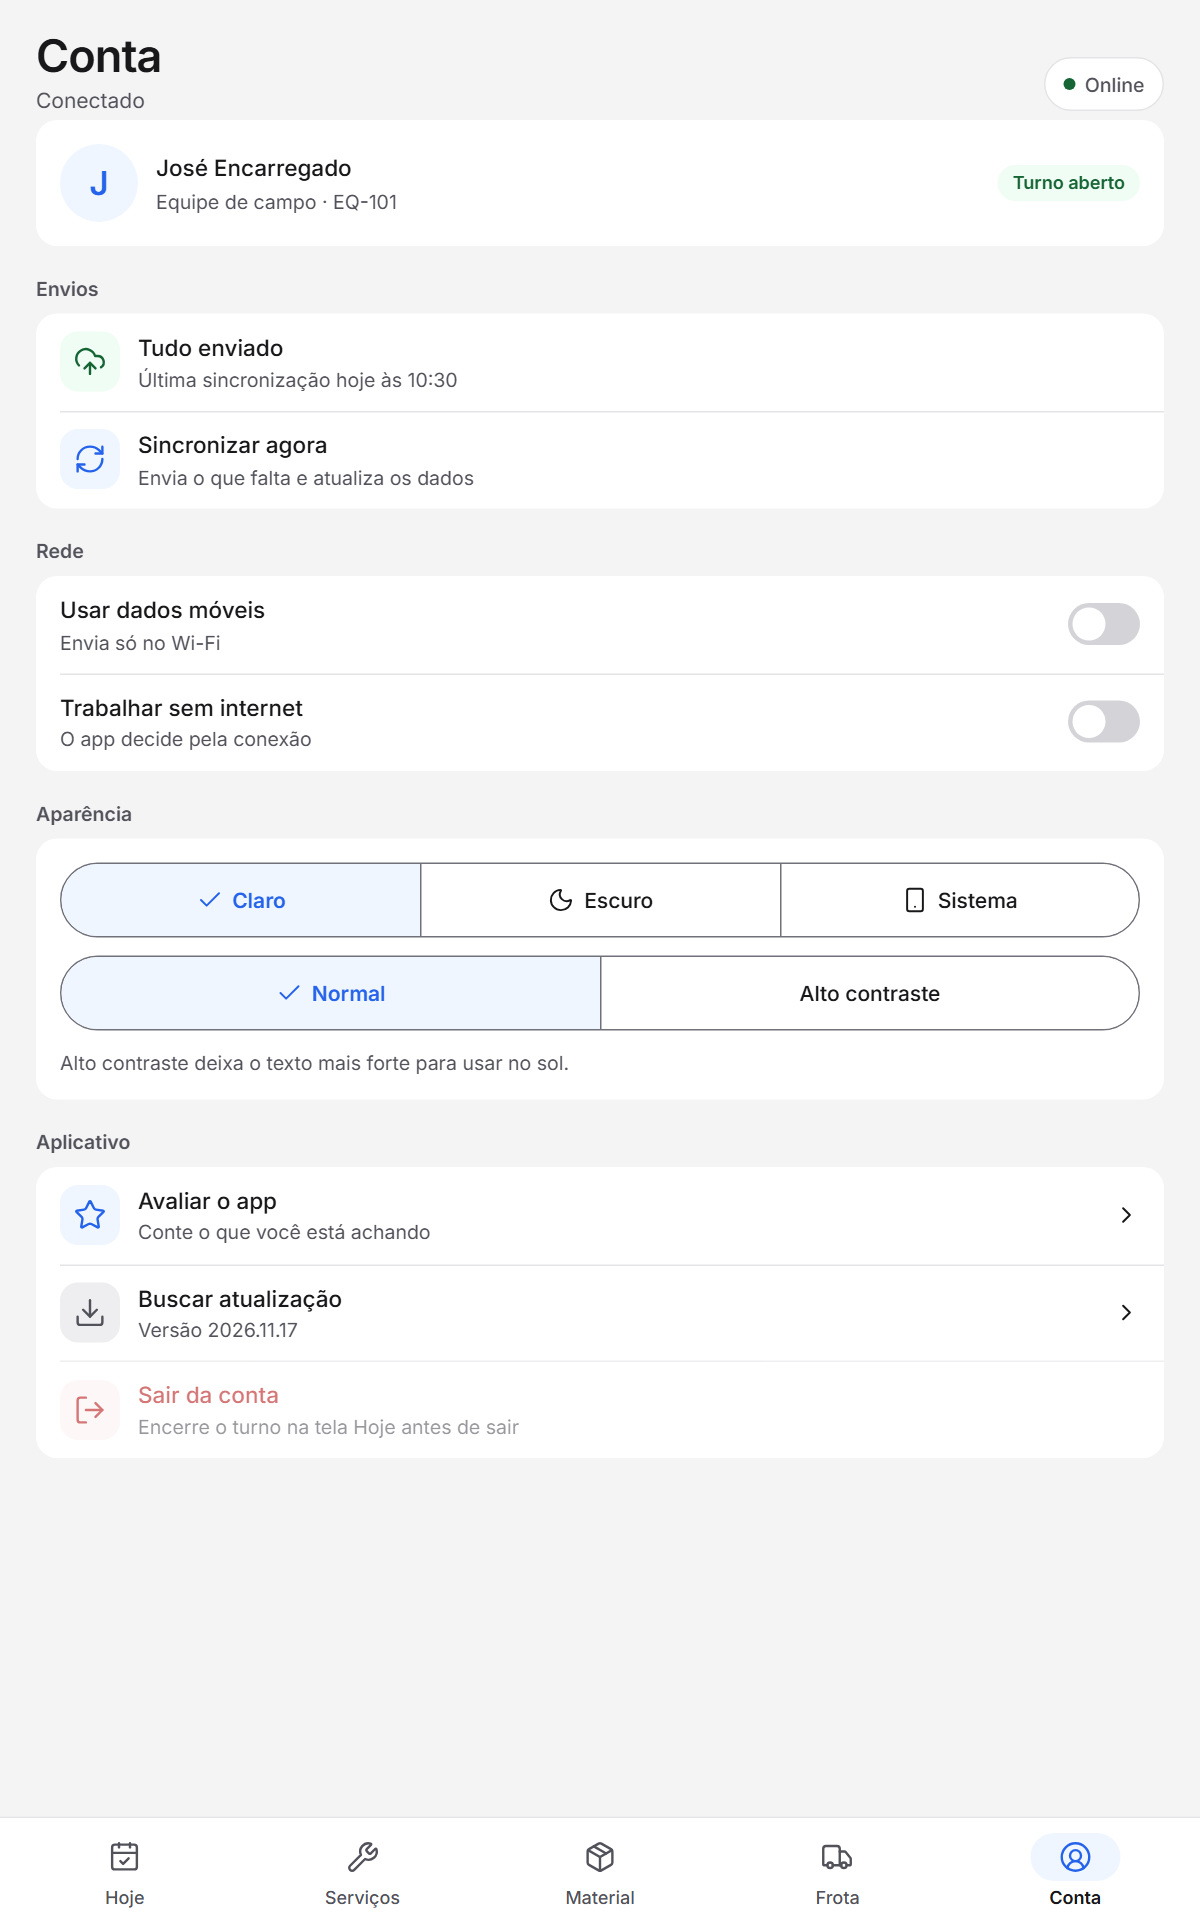 Conta
Conectado
Online
J
José Encarregado
Equipe de campo · EQ-101
Turno aberto
Envios
Tudo enviado
Última sincronização hoje às 10:30
Sincronizar agora
Envia o que falta e atualiza os dados
Rede
Usar dados móveis
Envia só no Wi-Fi
Trabalhar sem internet
O app decide pela conexão
Aparência
Claro
Escuro
Sistema
Normal
Alto contraste
Alto contraste deixa o texto mais forte para usar no sol.
Aplicativo
Avaliar o app
Conte o que você está achando
Buscar atualização
Versão 2026.11.17
Sair da conta
Encerre o turno na tela Hoje antes de sair
Hoje
Serviços
Material
Frota
Conta